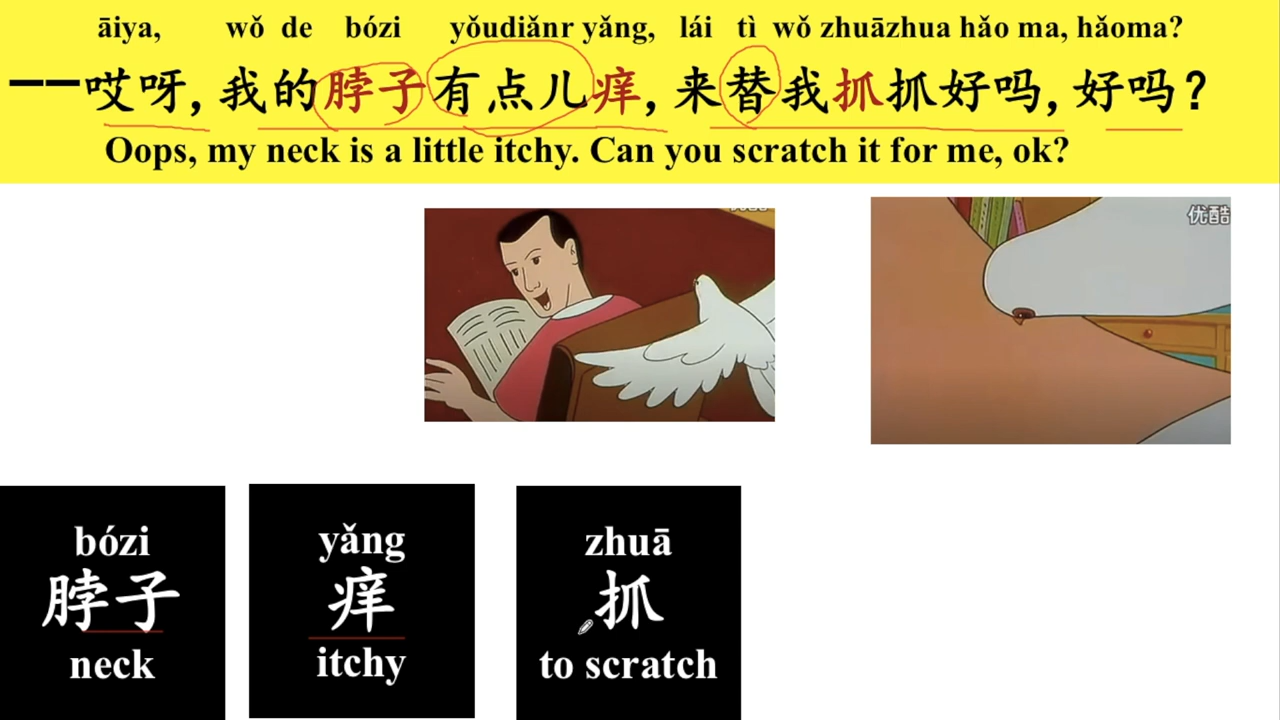 āiya, wǒ de bózi yǒudiǎnr yǎng, lái tì wǒ zhuāzhua hǎo ma, hǎoma?
——哎呀,我的脖子有点儿痒,来替我抓抓好吗,好吗?
Oops, my neck is a little itchy. Can you scratch it for me, ok?
优酷
bózi
脖子
neck
yǎng
痒
itchy
zhuā
抓
to scratch